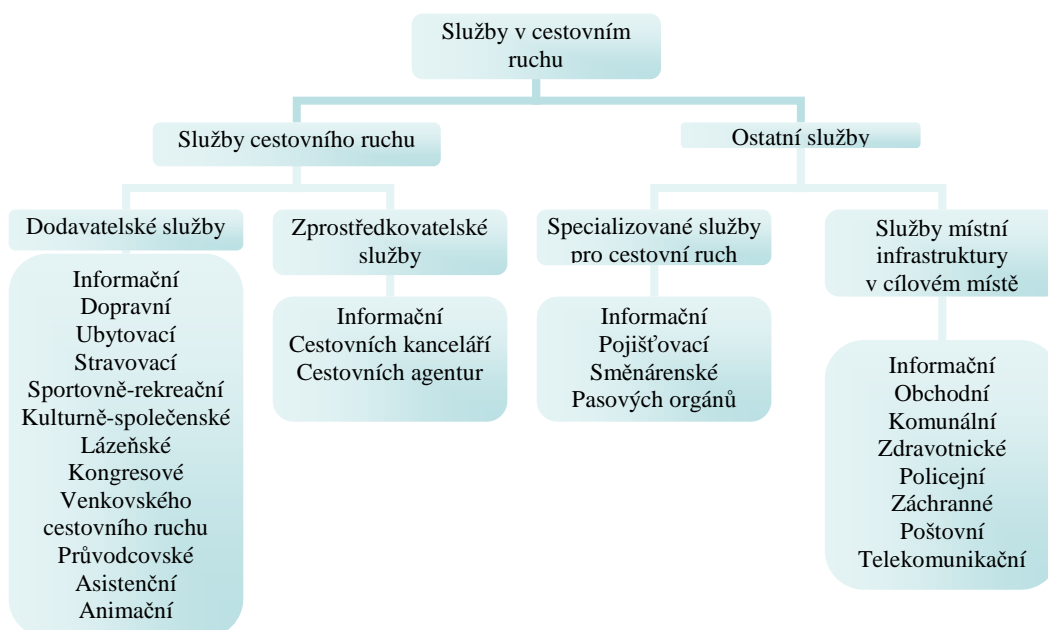 Služby v cestovním
ruchu
Služby cestovního ruchu
Ostatní služby
Dodavatelské služby
Zprostředkovatelské
služby
Specializované služby
pro cestovní ruch
Služby místní
infrastruktury
v cílovém místě
Informační
Dopravní
Ubytovací
Stravovací
Sportovně-rekreační
Kulturně-společenské
Lázeňské
Kongresové
Venkovského
cestovního ruchu
Průvodcovské
Asistenční
Animační
Informační
Cestovních kanceláří
Cestovních agentur
Informační
Pojišťovací
Směnárenské
Pasových orgánů
Informační
Obchodní
Komunální
Zdravotnické
Policejní
Záchranné
Poštovní
Telekomunikační